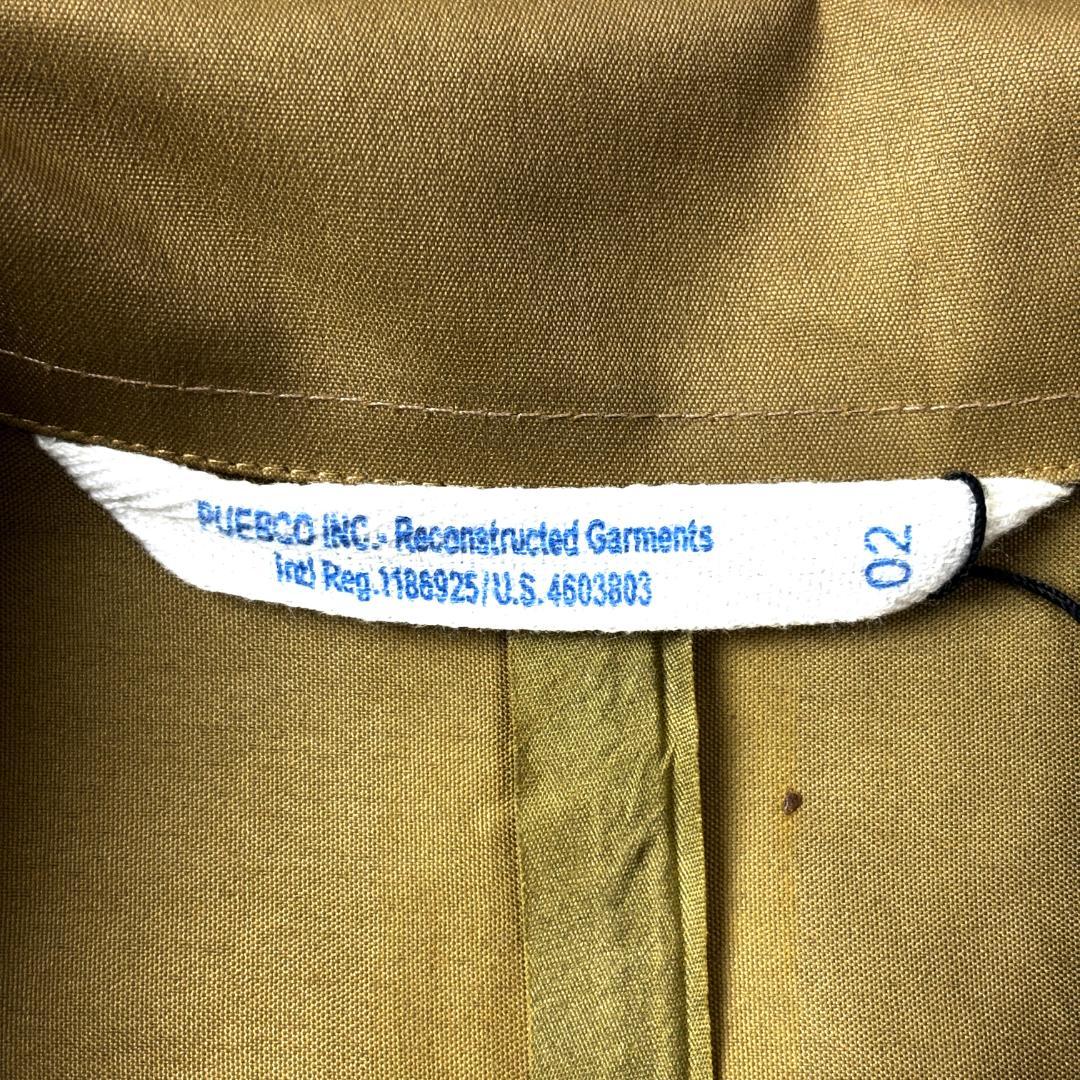 PUEBCO INC.- Reconstructed Garments
Intl Reg.1186925/U.S.4603803
02